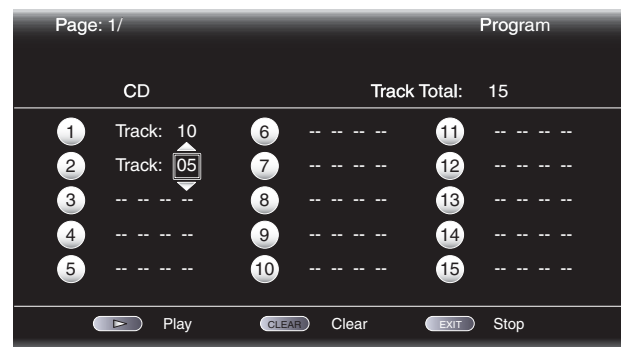 Page: 1/ Program
CD Track Total: 15
1 Track: 10 6 -- -- -- -- 11 -- -- -- --
2 Track: 05 7 -- -- -- -- 12 -- -- -- --
3 -- -- -- -- 8 -- -- -- -- 13 -- -- -- --
4 -- -- -- -- 9 -- -- -- -- 14 -- -- -- --
5 -- -- -- -- 10 -- -- -- -- 15 -- -- -- --
Play CLEAR Clear EXIT Stop